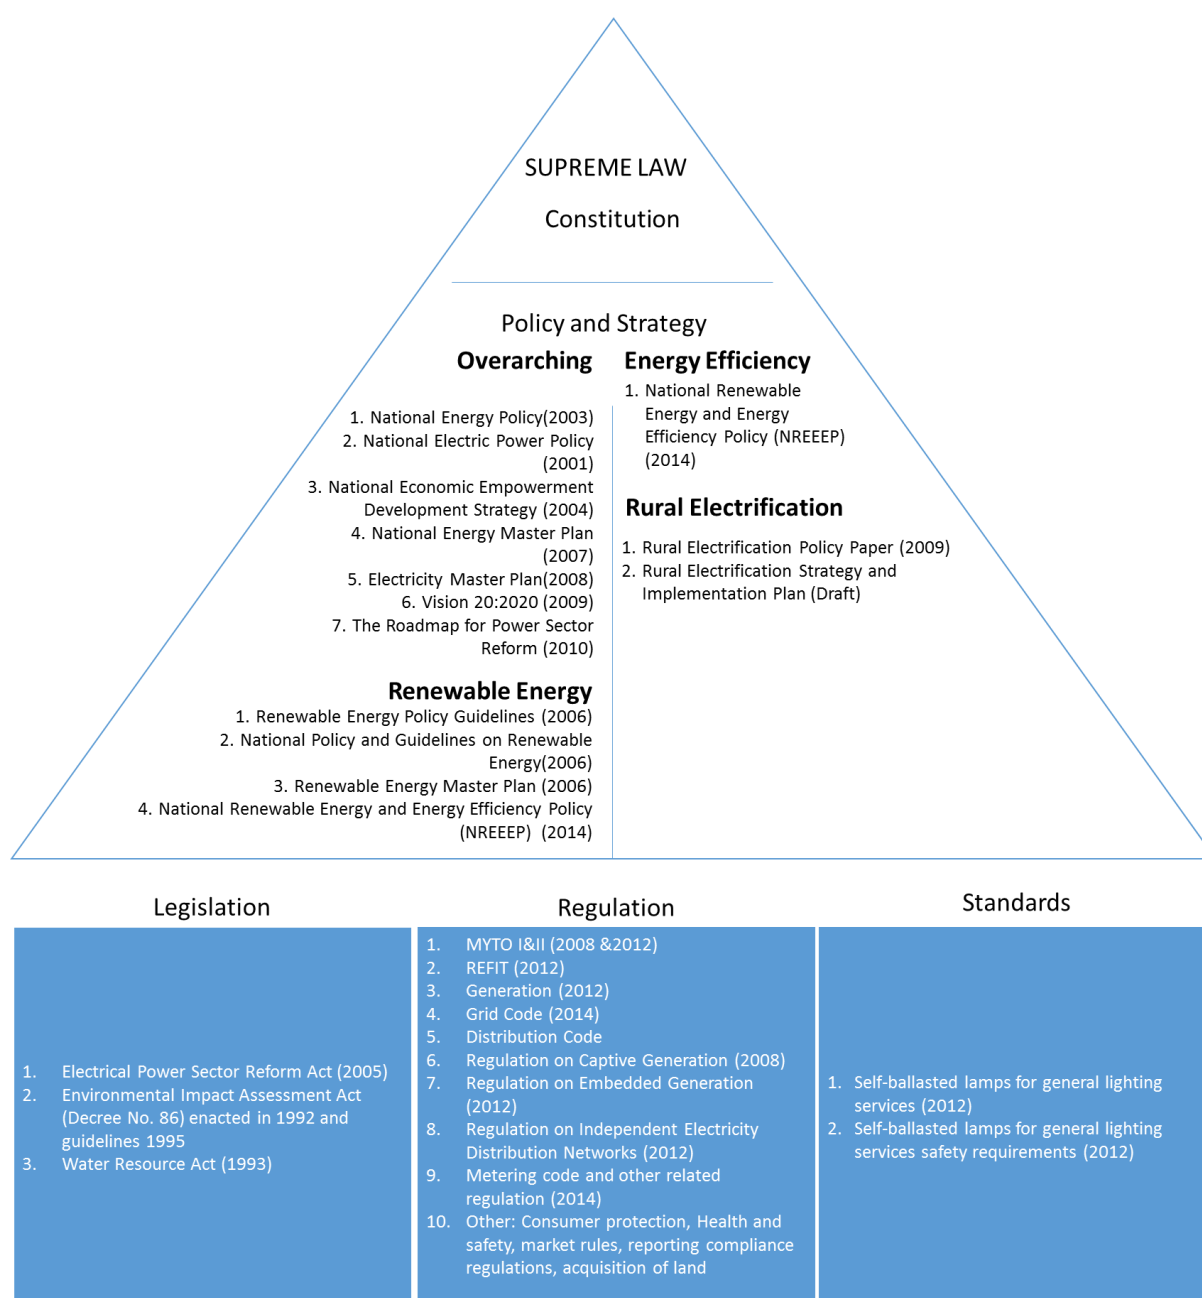 SUPREME LAW
Constitution
Policy and Strategy
Overarching
1. National Energy Policy(2003)
2. National Electric Power Policy
(2001)
3. National Economic Empowerment
Development Strategy (2004)
4. National Energy Master Plan
(2007)
5. Electricity Master Plan(2008)
6. Vision 20:2020 (2009)
7. The Roadmap for Power Sector
Reform (2010)
Renewable Energy
1. Renewable Energy Policy Guidelines (2006)
2. National Policy and Guidelines on Renewable
Energy(2006)
3. Renewable Energy Master Plan (2006)
4. National Renewable Energy and Energy Efficiency Policy
(NREEEP) (2014)
Energy Efficiency
1. National Renewable
Energy and Energy
Efficiency Policy (NREEEP)
(2014)
Rural Electrification
1. Rural Electrification Policy Paper (2009)
2. Rural Electrification Strategy and
Implementation Plan (Draft)
Legislation
1. Electrical Power Sector Reform Act (2005)
2. Environmental Impact Assessment Act
(Decree No. 86) enacted in 1992 and
guidelines 1995
3. Water Resource Act (1993)
Regulation
1. MYTO I&II (2008 &2012)
2. REFIT (2012)
3. Generation (2012)
4. Grid Code (2014)
5. Distribution Code
6. Regulation on Captive Generation (2008)
7. Regulation on Embedded Generation
(2012)
8. Regulation on Independent Electricity
Distribution Networks (2012)
9. Metering code and other related
regulation (2014)
10. Other: Consumer protection, Health and
safety, market rules, reporting compliance
regulations, acquisition of land
Standards
1. Self-ballasted lamps for general lighting
services (2012)
2. Self-ballasted lamps for general lighting
services safety requirements (2012)